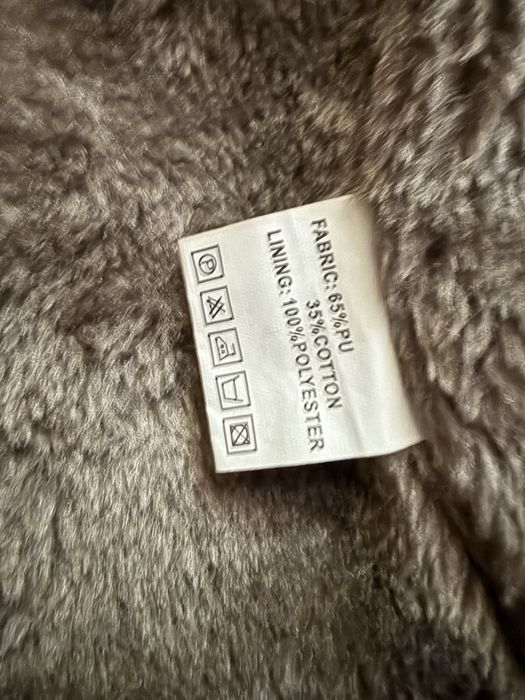 FABRIC: 65%PU
35%COTTON
LINING: 100%POLYESTER
P